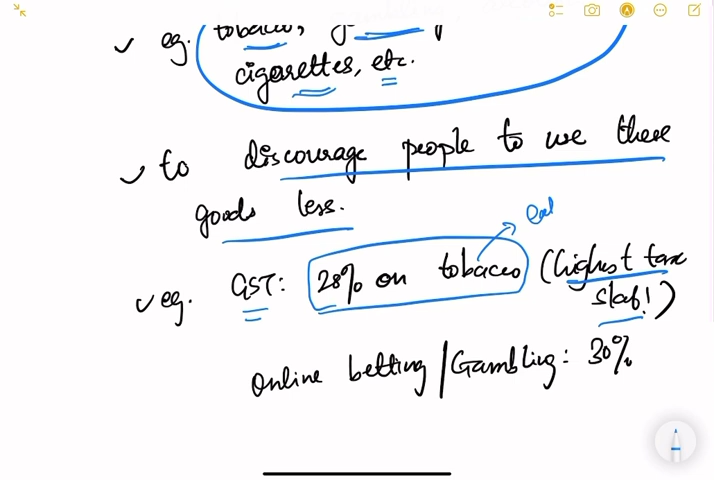 ✓ eg. tobacco,
cigarettes, etc.
✓ to discourage people to use these
goods less.
eal
✓ eg. GST: 28% on tobacco (highest tax
slab!)
Online betting/Gambling: 30%